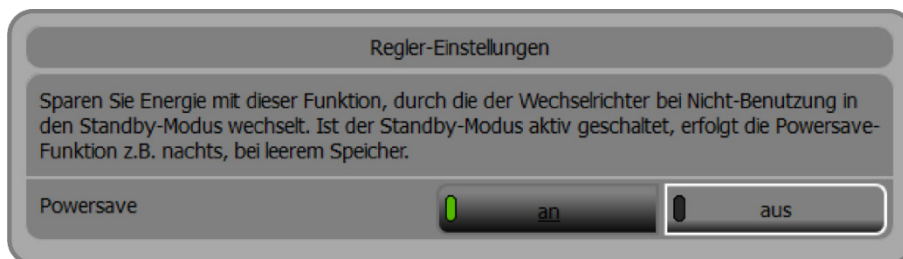 Regler-Einstellungen
Sparen Sie Energie mit dieser Funktion, durch die der Wechselrichter bei Nicht-Benutzung in
den Standby-Modus wechselt. Ist der Standby-Modus aktiv geschaltet, erfolgt die Powersave-
Funktion z.B. nachts, bei leerem Speicher.
Powersave an aus